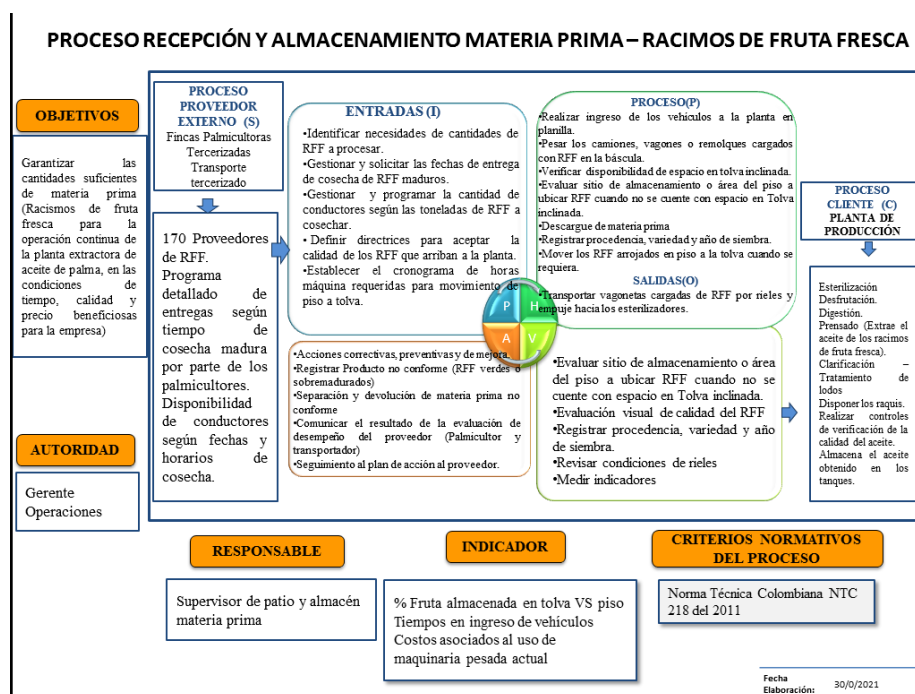 PROCESO RECEPCIÓN Y ALMACENAMIENTO MATERIA PRIMA – RACIMOS DE FRUTA FRESCA
OBJETIVOS
Garantizar las
cantidades suficientes
de materia prima
(Racismos de fruta
fresca para la
operación continua de
la planta extractora de
aceite de palma, en las
condiciones de
tiempo, calidad y
precio beneficiosas
para la empresa)
AUTORIDAD
Gerente
Operaciones
PROCESO
PROVEEDOR
EXTERNO (S)
Fincas Palmicultoras
Tercerizadas
Transporte
tercerizado
170 Proveedores
de RFF.
Programa
detallado de
entregas según
tiempo de
cosecha madura
por parte de los
palmicultores.
Disponibilidad
de conductores
según fechas y
horarios de
cosecha.
ENTRADAS (I)
•Identificar necesidades de cantidades de
RFF a procesar.
•Gestionar y solicitar las fechas de entrega
de cosecha de RFF maduros.
•Gestionar y programar la cantidad de
conductores según las toneladas de RFF a
cosechar.
• Definir directrices para aceptar la
calidad de los RFF que arriban a la planta.
•Establecer el cronograma de horas
máquina requeridas para movimiento de
piso a tolva.
PROCESO(P)
•Realizar ingreso de los vehículos a la planta en
planilla.
•Pesar los camiones, vagones o remolques cargados
con RFF en la báscula.
•Verificar disponibilidad de espacio en tolva inclinada.
•Evaluar sitio de almacenamiento o área del piso a
ubicar RFF cuando no se cuente con espacio en Tolva
inclinada.
•Descargue de materia prima
•Registrar procedencia, variedad y año de siembra.
•Mover los RFF arrojados en piso a la tolva cuando se
requiera.
SALIDAS(O)
•Transportar vagonetas cargadas de RFF por rieles y
empuje hacia los esterilizadores.
P
H
A
V
•Acciones correctivas, preventivas y de mejora.
•Registrar Producto no conforme (RFF verdes o
sobremadurados)
•Separación y devolución de materia prima no
conforme
•Comunicar el resultado de la evaluación de
desempeño del proveedor (Palmicultor y
transportador)
•Seguimiento al plan de acción al proveedor.
•Evaluar sitio de almacenamiento o área
del piso a ubicar RFF cuando no se
cuente con espacio en Tolva inclinada.
•Evaluación visual de calidad del RFF
•Registrar procedencia, variedad y año
de siembra.
•Revisar condiciones de rieles
•Medir indicadores
PROCESO
CLIENTE (C)
PLANTA DE
PRODUCCIÓN
Esterilización
Desfrutación.
Digestión.
Prensado (Extrae el
aceite de los racimos
de fruta fresca).
Clarificación –
Tratamiento de
lodos
Disponer los raquis.
Realizar controles
de verificación de la
calidad del aceite.
Almacena el aceite
obtenido en los
tanques.
RESPONSABLE
Supervisor de patio y almacén
materia prima
INDICADOR
% Fruta almacenada en tolva VS piso
Tiempos en ingreso de vehículos
Costos asociados al uso de
maquinaria pesada actual
CRITERIOS NORMATIVOS
DEL PROCESO
Norma Técnica Colombiana NTC
218 del 2011
Fecha
Elaboración: 30/0/2021